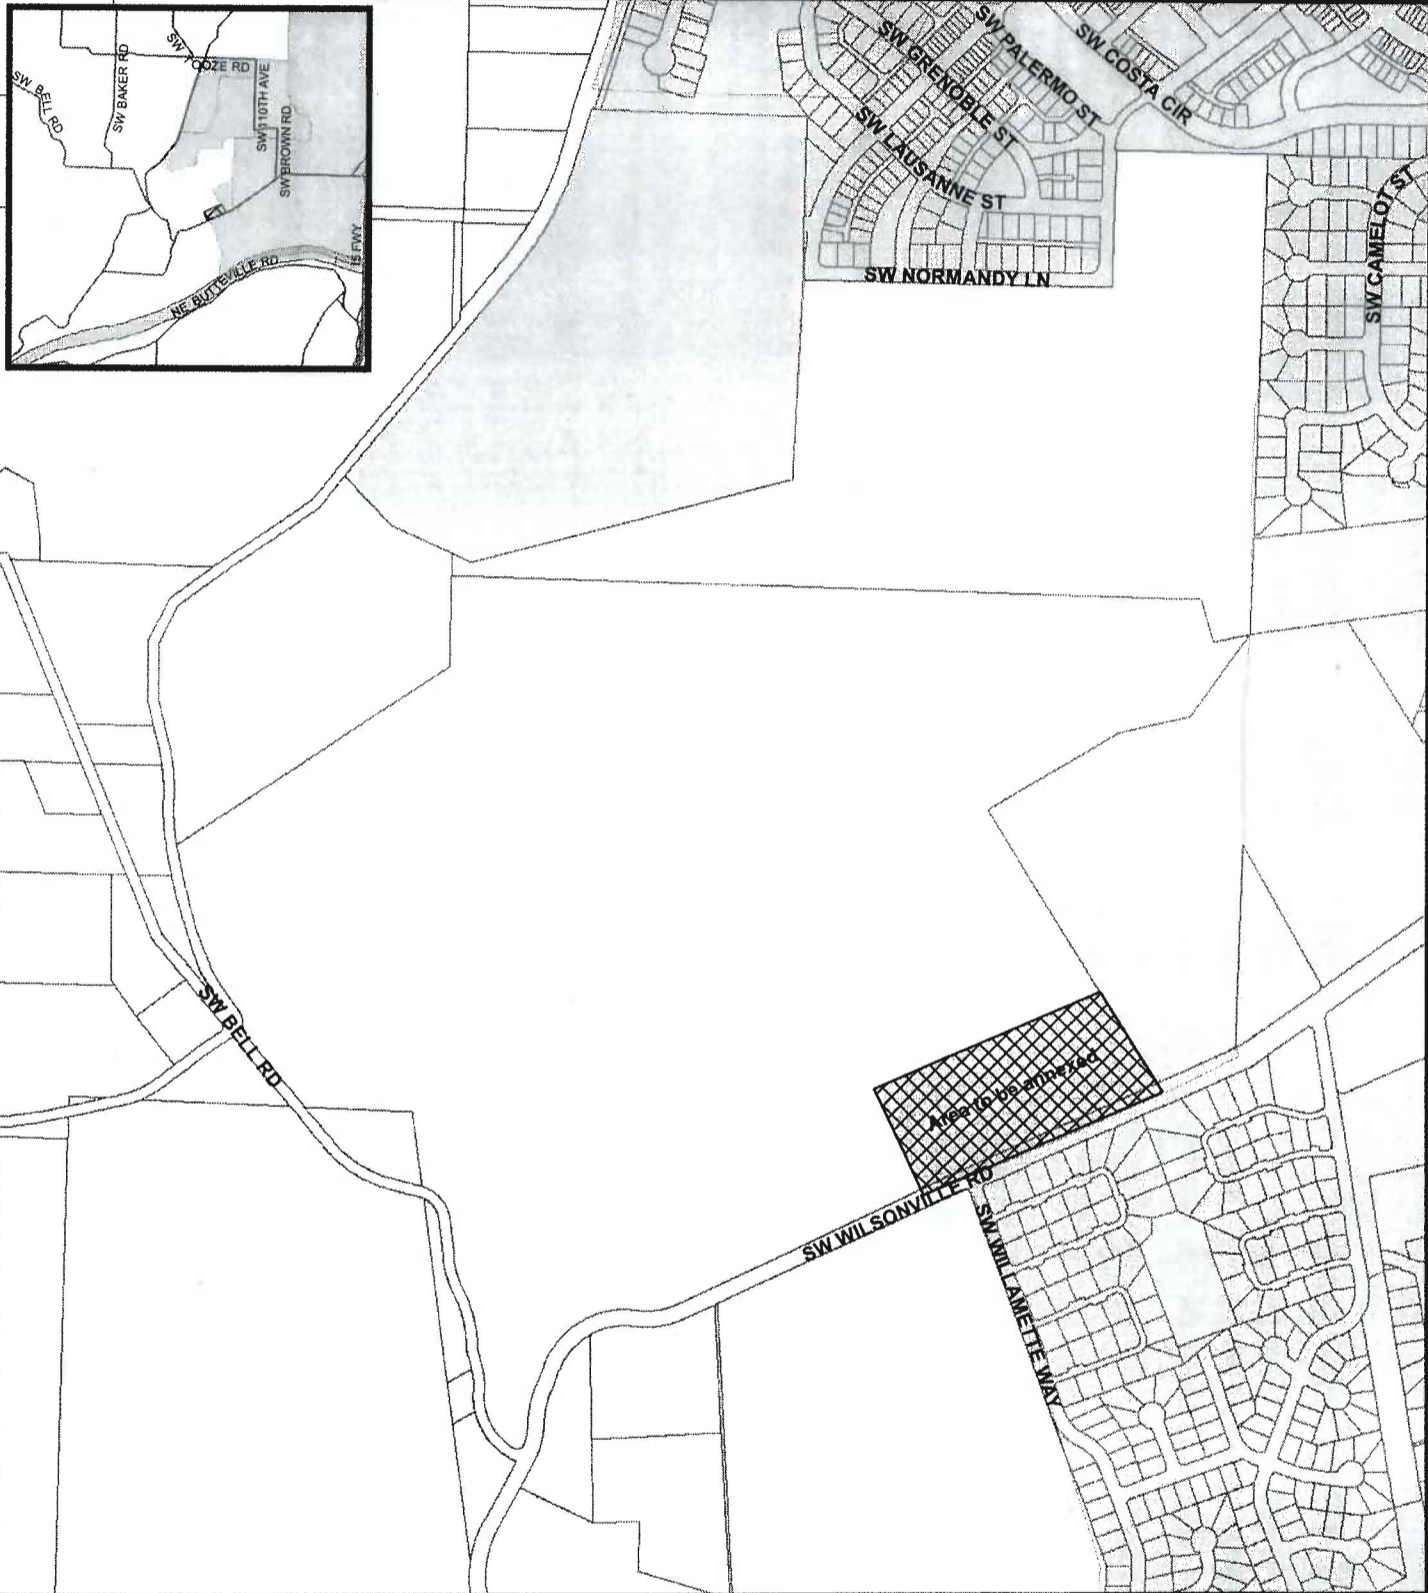 SW BELL RD
SW BAKER RD
SW TOOZE RD
SW 110TH AVE
SW BROWN RD
NE BUTTEVILLE RD
I5 FWY
SW GRENOBLE ST
SW PALERMO ST
SW COSTA CIR
SW LAUSANNE ST
SW NORMANDY LN
SW CAMELOT ST
SW BELL RD
Area to be annexed
SW WILSONVILLE RD
SW WILLAMETTE WAY